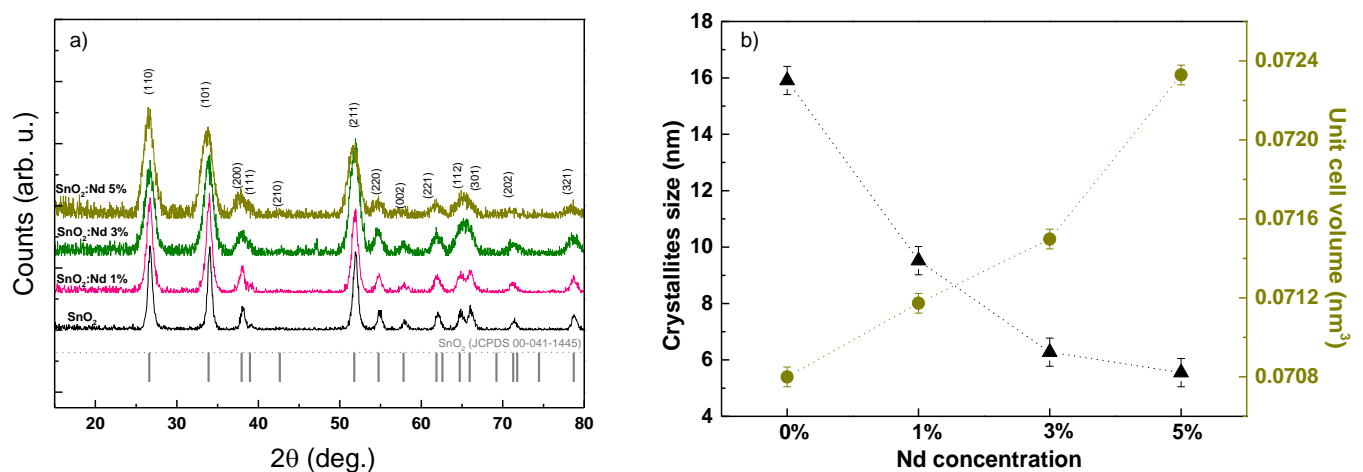 a)
Counts (arb. u.)
(110)
(101)
(200)
(111)
(210)
(211)
(220)
(002)
(221)
(112)
(301)
(202)
(321)
SnO₂:Nd 5%
SnO₂:Nd 3%
SnO₂:Nd 1%
SnO₂
SnO₂ (JCPDS 00-041-1445)
20 30 40 50 60 70 80
2θ (deg.)
b)
Crystallites size (nm)
18
16
14
12
10
8
6
4
0% 1% 3% 5%
Nd concentration
0.0724
0.0720
0.0716
0.0712
0.0708
Unit cell volume (nm³)